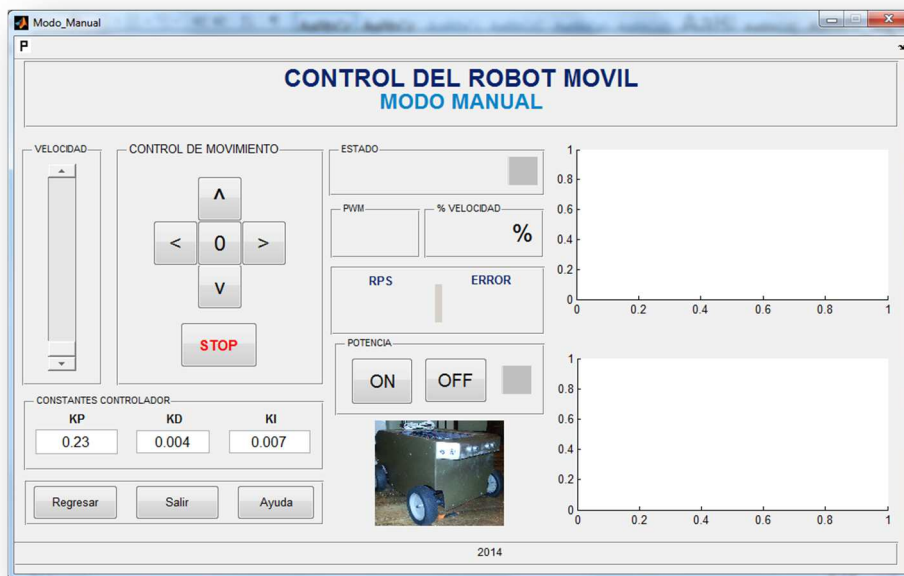 Modo_Manual
P
CONTROL DEL ROBOT MOVIL
MODO MANUAL
VELOCIDAD
CONTROL DE MOVIMIENTO
^
< 0 >
v
STOP
ESTADO
PWM
% VELOCIDAD
%
RPS ERROR
POTENCIA
ON OFF
CONSTANTES CONTROLADOR
KP KD KI
0.23 0.004 0.007
Regresar Salir Ayuda
1
0.8
0.6
0.4
0.2
0
0 0.2 0.4 0.6 0.8 1
1
0.8
0.6
0.4
0.2
0
0 0.2 0.4 0.6 0.8 1
2014